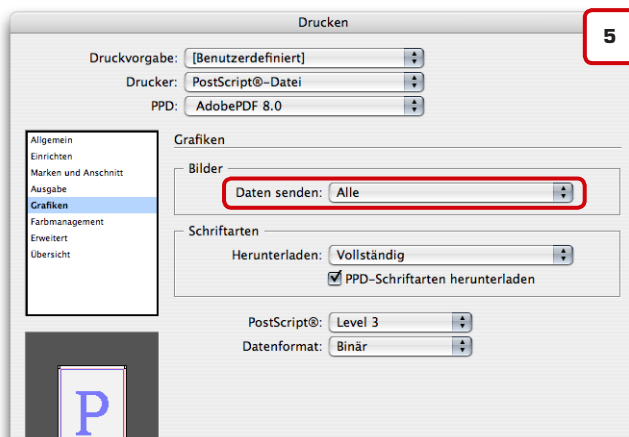 Drucken
5
Druckvorgabe: [Benutzerdefiniert]
Drucker: PostScript®-Datei
PPD: AdobePDF 8.0
Allgemein
Einrichten
Marken und Anschnitt
Ausgabe
Grafiken
Farbmanagement
Erweitert
Übersicht
Grafiken
Bilder
Daten senden: Alle
Schriftarten
Herunterladen: Vollständig
PPD-Schriftarten herunterladen
PostScript®: Level 3
Datenformat: Binär
P